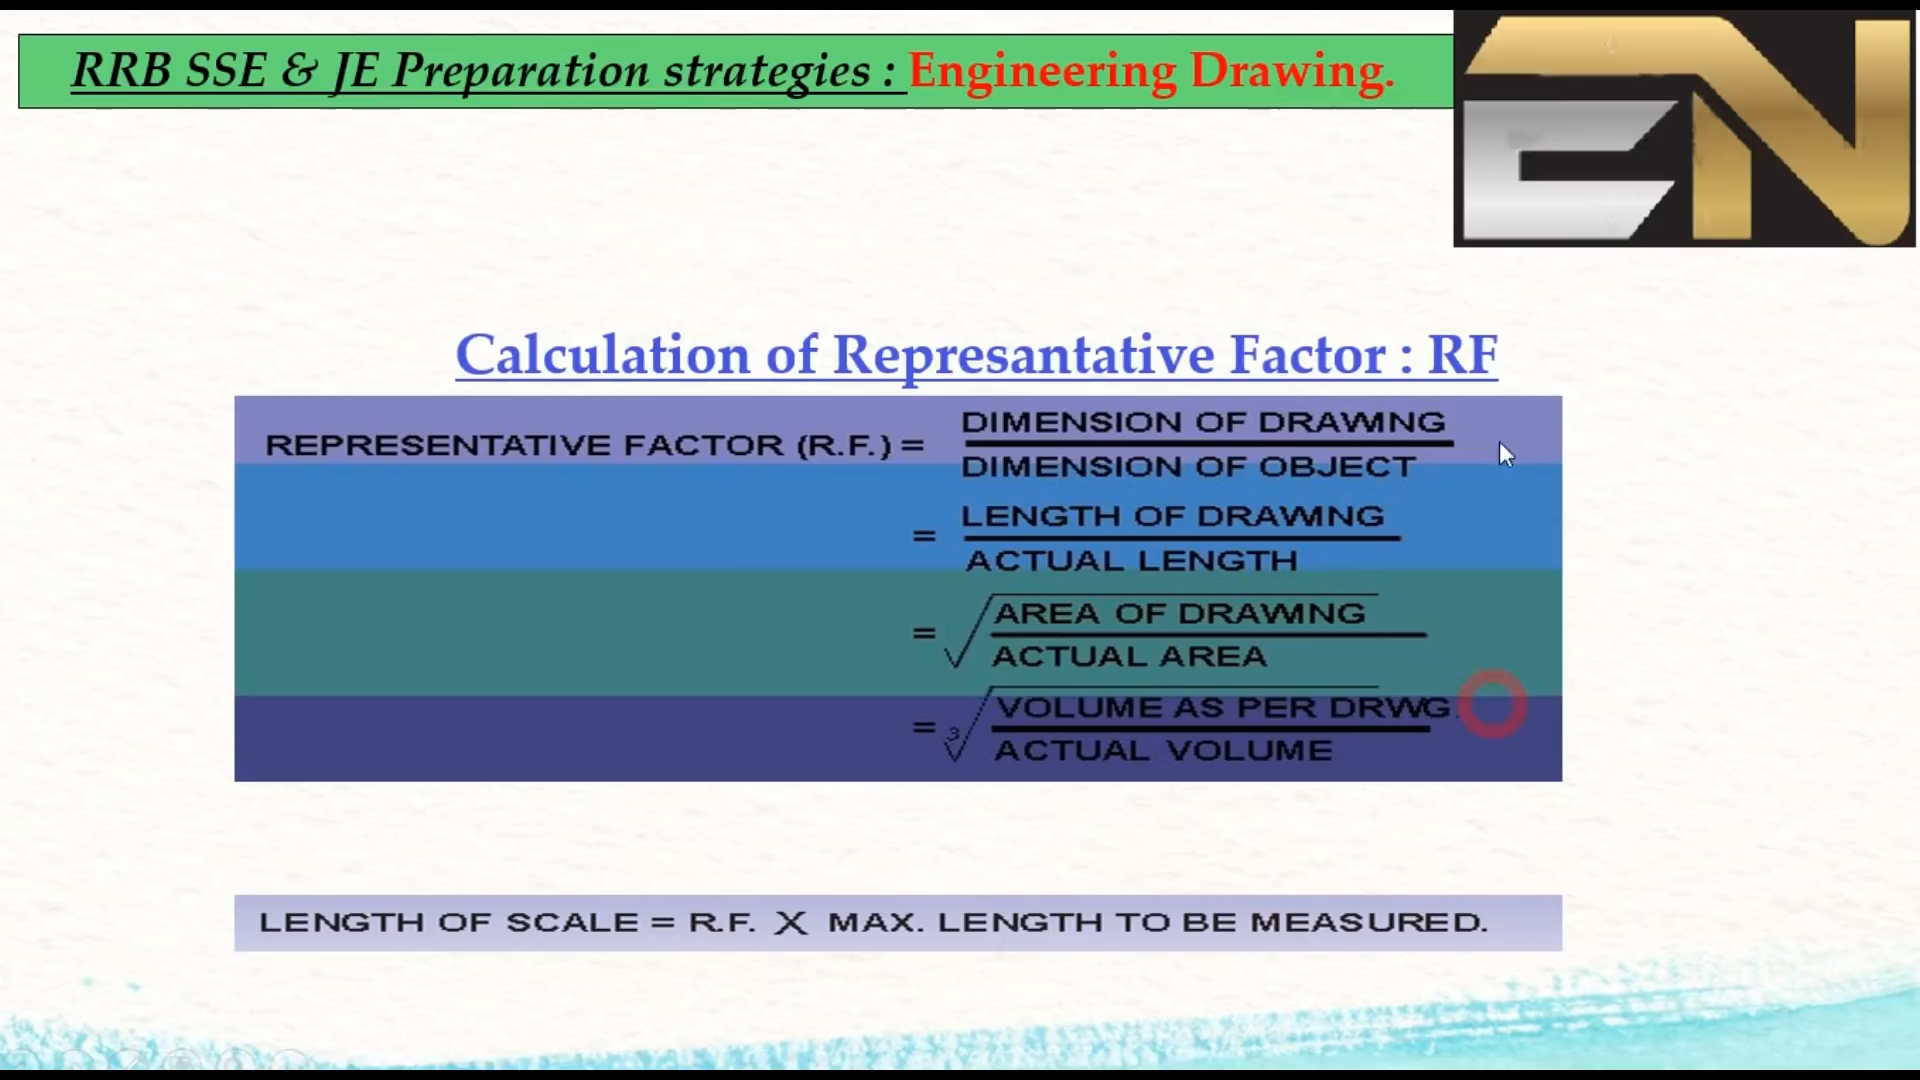 RRB SSE & JE Preparation strategies : Engineering Drawing.
EN
Calculation of Represantative Factor : RF
REPRESENTATIVE FACTOR (R.F.) =
DIMENSION OF DRAWING
DIMENSION OF OBJECT
=
LENGTH OF DRAWING
ACTUAL LENGTH
= √
AREA OF DRAWING
ACTUAL AREA
= 3√
VOLUME AS PER DRWG.
ACTUAL VOLUME
LENGTH OF SCALE = R.F. X MAX. LENGTH TO BE MEASURED.